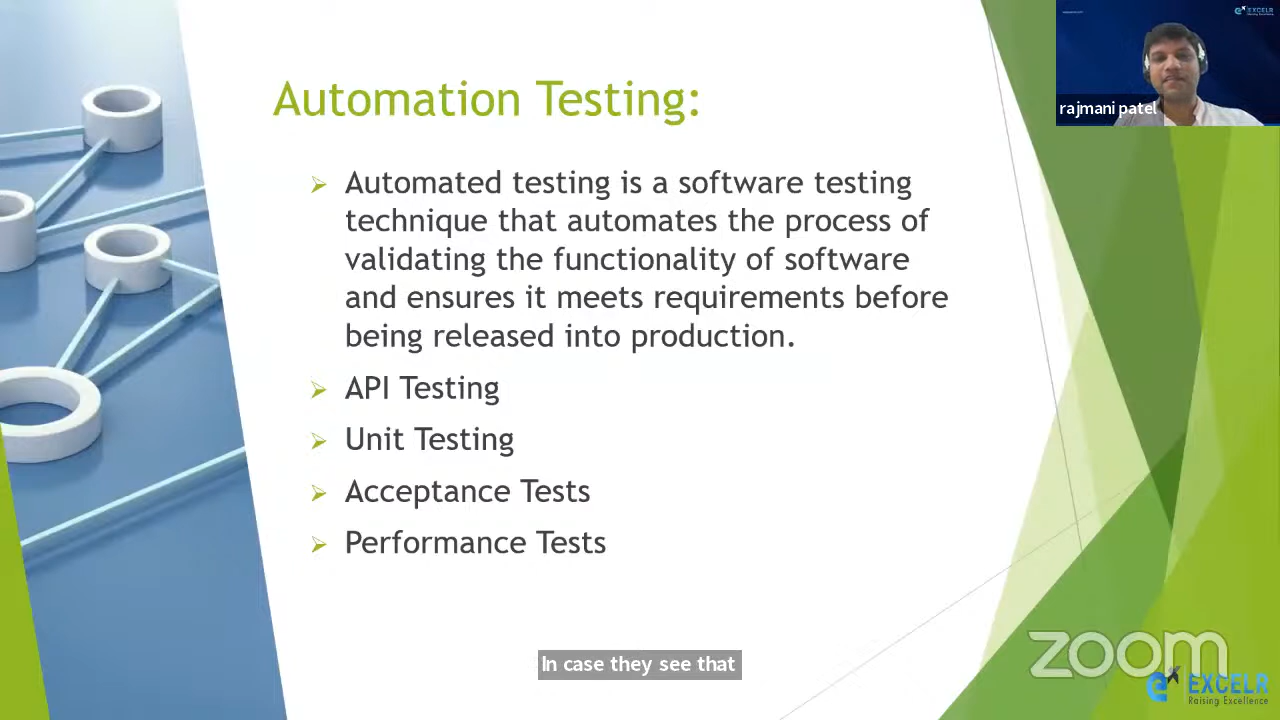 EXCELR
rajmani patel
Automation Testing:
Automated testing is a software testing
technique that automates the process of
validating the functionality of software
and ensures it meets requirements before
being released into production.
API Testing
Unit Testing
Acceptance Tests
Performance Tests
In case they see that
zoom
EXCELR
Raising Excellence